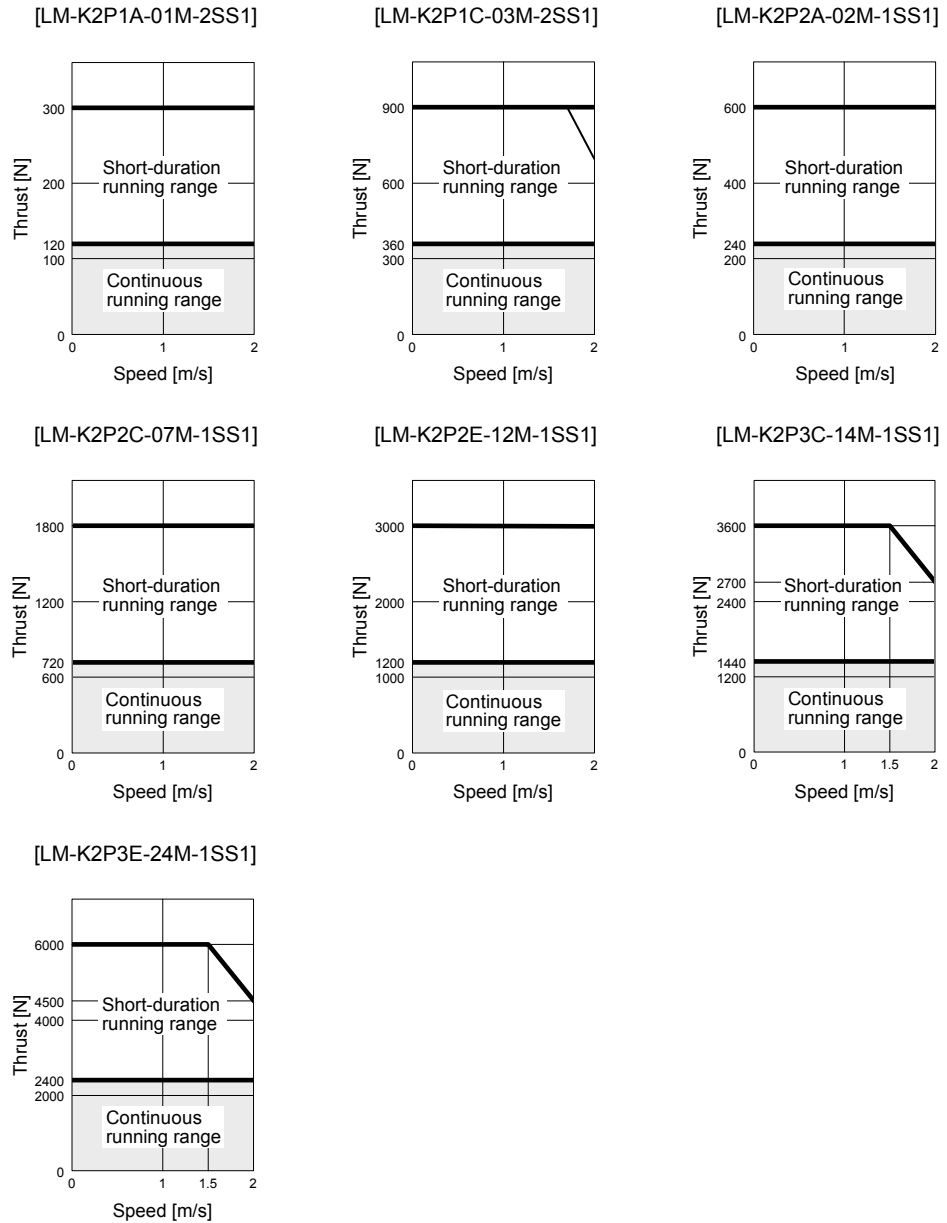 [LM-K2P1A-01M-2SS1]
300
200
120
100
0
Thrust [N]
Short-duration
running range
Continuous
running range
0 1 2
Speed [m/s]
[LM-K2P1C-03M-2SS1]
900
600
360
300
0
Thrust [N]
Short-duration
running range
Continuous
running range
0 1 2
Speed [m/s]
[LM-K2P2A-02M-1SS1]
600
400
240
200
0
Thrust [N]
Short-duration
running range
Continuous
running range
0 1 2
Speed [m/s]
[LM-K2P2C-07M-1SS1]
1800
1200
720
600
0
Thrust [N]
Short-duration
running range
Continuous
running range
0 1 2
Speed [m/s]
[LM-K2P2E-12M-1SS1]
3000
2000
1200
1000
0
Thrust [N]
Short-duration
running range
Continuous
running range
0 1 2
Speed [m/s]
[LM-K2P3C-14M-1SS1]
3600
2700
2400
1440
1200
0
Thrust [N]
Short-duration
running range
Continuous
running range
0 1 1.5 2
Speed [m/s]
[LM-K2P3E-24M-1SS1]
6000
4500
4000
2400
2000
0
Thrust [N]
Short-duration
running range
Continuous
running range
0 1 1.5 2
Speed [m/s]